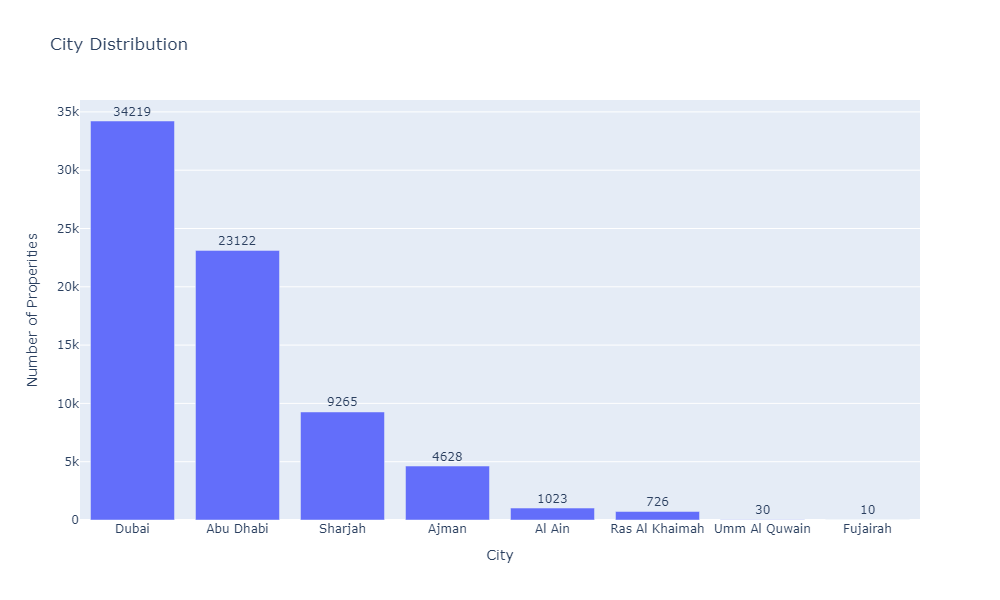 City Distribution
35k
30k
25k
20k
15k
10k
5k
0
Number of Properities
34219
23122
9265
4628
1023
726
30
10
Dubai
Abu Dhabi
Sharjah
Ajman
Al Ain
Ras Al Khaimah
Umm Al Quwain
Fujairah
City